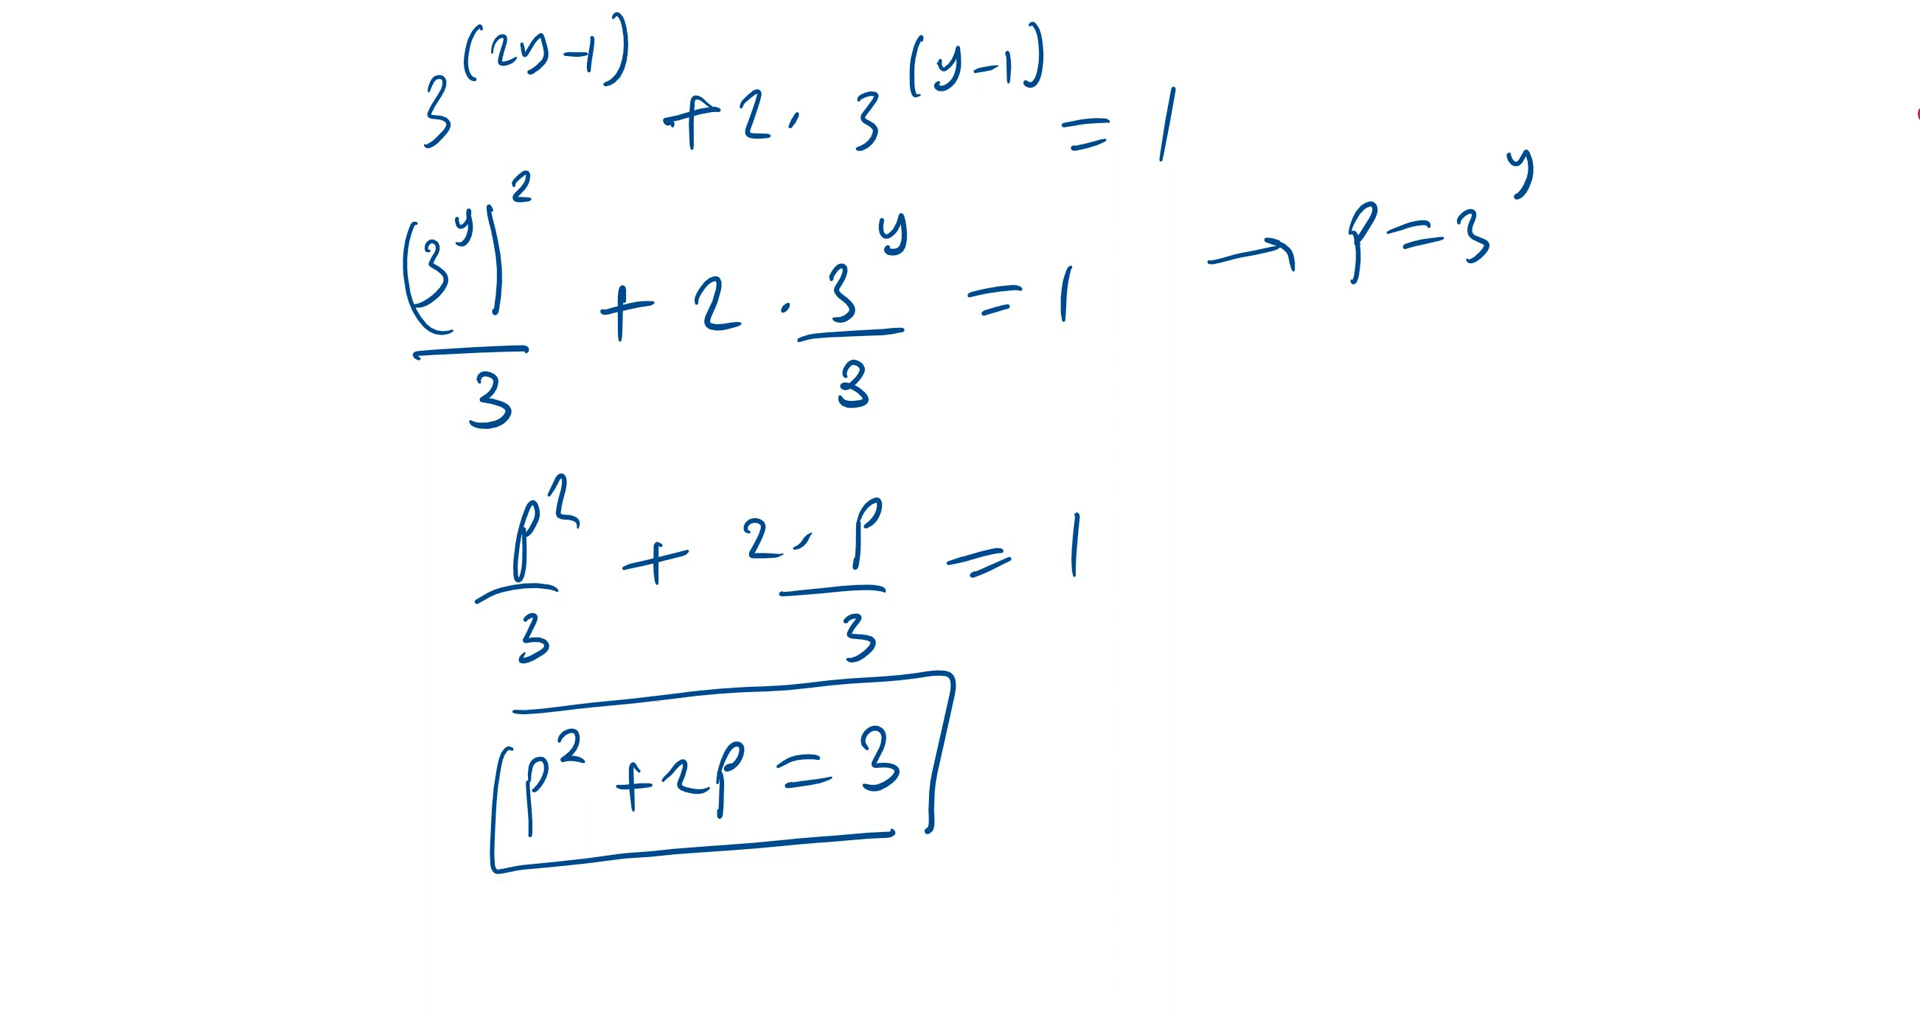 3^(2y-1) + 2 · 3^(y-1) = 1
(3^y)^2/3 + 2 · 3^y/3 = 1 → p = 3^y
p^2/3 + 2 · p/3 = 1
p^2 + 2p = 3